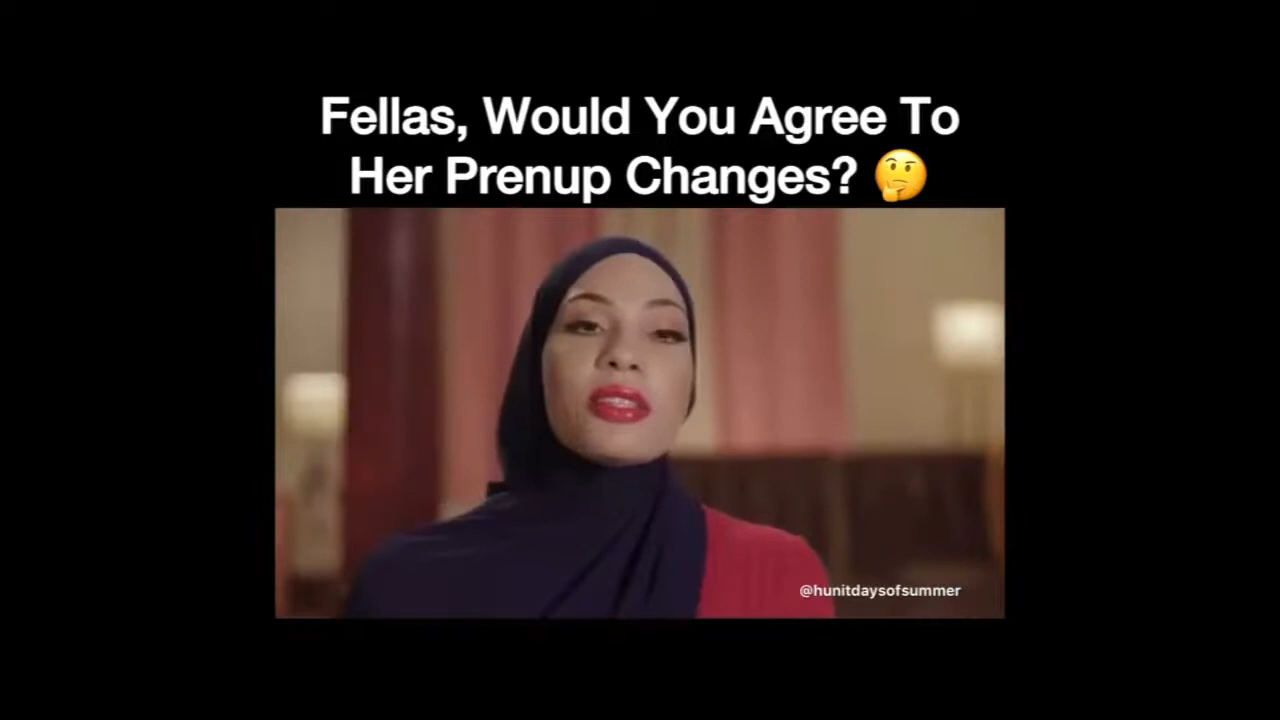 Fellas, Would You Agree To
Her Prenup Changes? 🤔
@hunitdaysofsummer